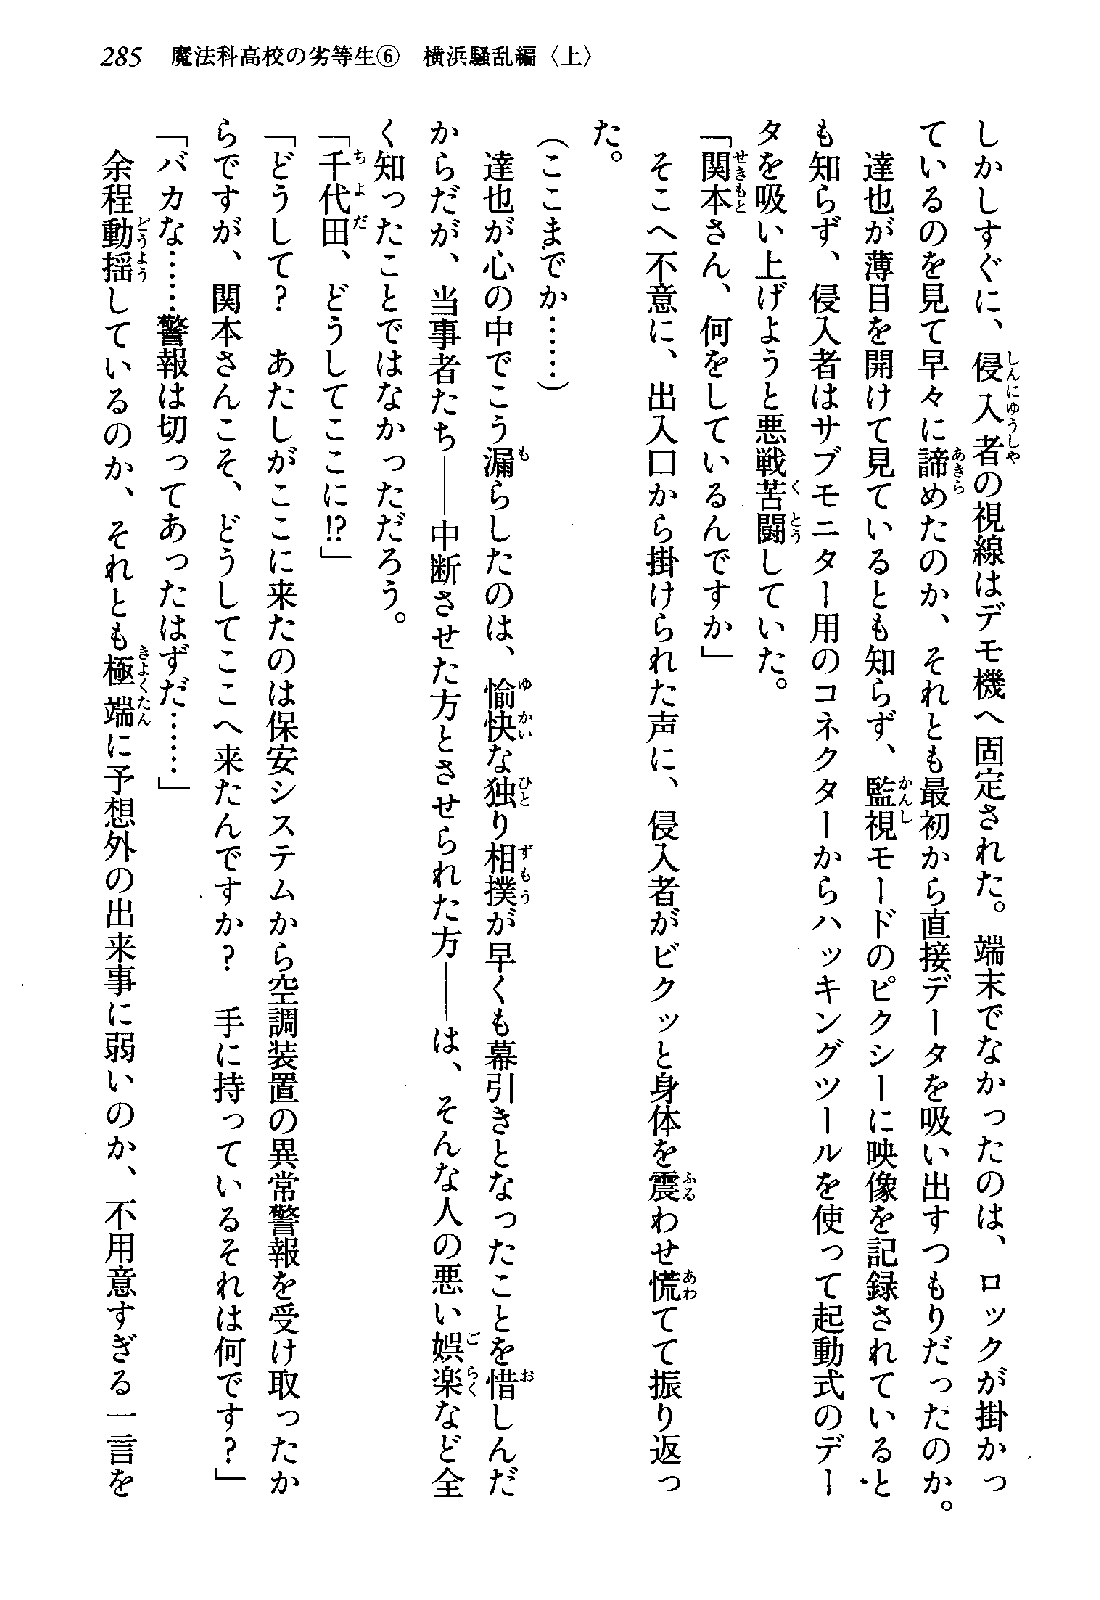 285　魔法科高校の劣等生⑥　横浜騒乱編〈上〉
しかしすぐに、侵入者の視線はデモ機へ固定された。端末でなかったのは、ロックが掛かっ
ているのを見て早々に諦めたのか、それとも最初から直接データを吸い出すつもりだったのか。
達也が薄目を開けて見ているとも知らず、監視モードのピクシーに映像を記録されていると
も知らず、侵入者はサブモニター用のコネクターからハッキングツールを使って起動式のデー
タを吸い上げようと悪戦苦闘していた。
「関本さん、何をしているんですか」
そこへ不意に、出入口から掛けられた声に、侵入者がビクッと身体を震わせ慌てて振り返っ
た。
（ここまでか……）
達也が心の中でこう漏らしたのは、愉快な独り相撲が早くも幕引きとなったことを惜しんだ
からだが、当事者たち――中断させた方とさせられた方――は、そんな人の悪い娯楽など全
く知ったことではなかっただろう。
「千代田、どうしてここに!?」
「どうして？　あたしがここに来たのは保安システムから空調装置の異常警報を受け取ったか
らですが、関本さんこそ、どうしてここへ来たんですか？　手に持っているそれは何です？」
「バカな……警報は切ってあったはずだ……」
余程動揺しているのか、それとも極端に予想外の出来事に弱いのか、不用意すぎる一言を